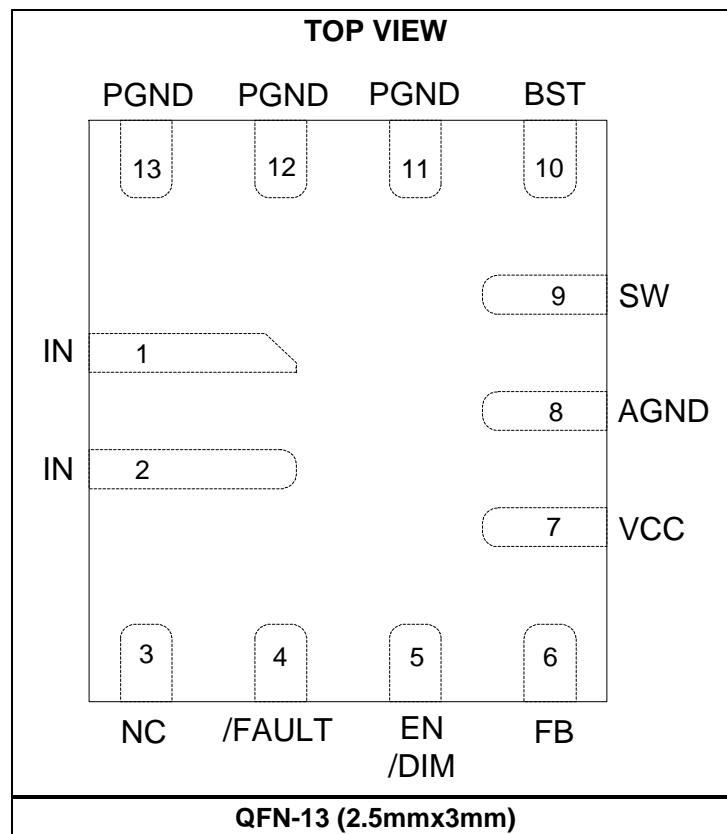 TOP VIEW
PGND PGND PGND BST
13 12 11 10
9 SW
IN 1
8 AGND
IN 2
7 VCC
3 4 5 6
NC /FAULT EN FB
/DIM
QFN-13 (2.5mmx3mm)